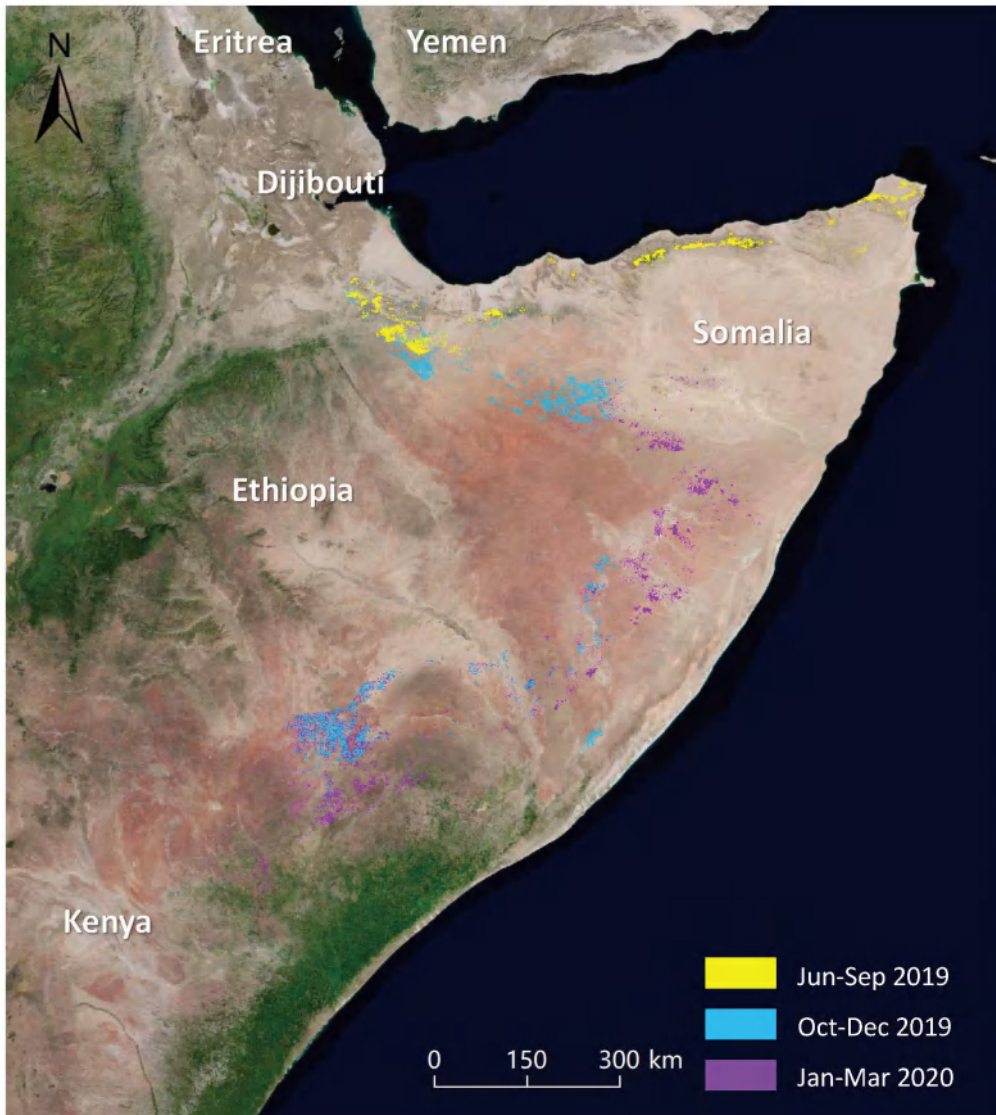 Eritrea
Yemen
N
Dijibouti
Somalia
Ethiopia
Kenya
Jun-Sep 2019
Oct-Dec 2019
0 150 300 km
Jan-Mar 2020